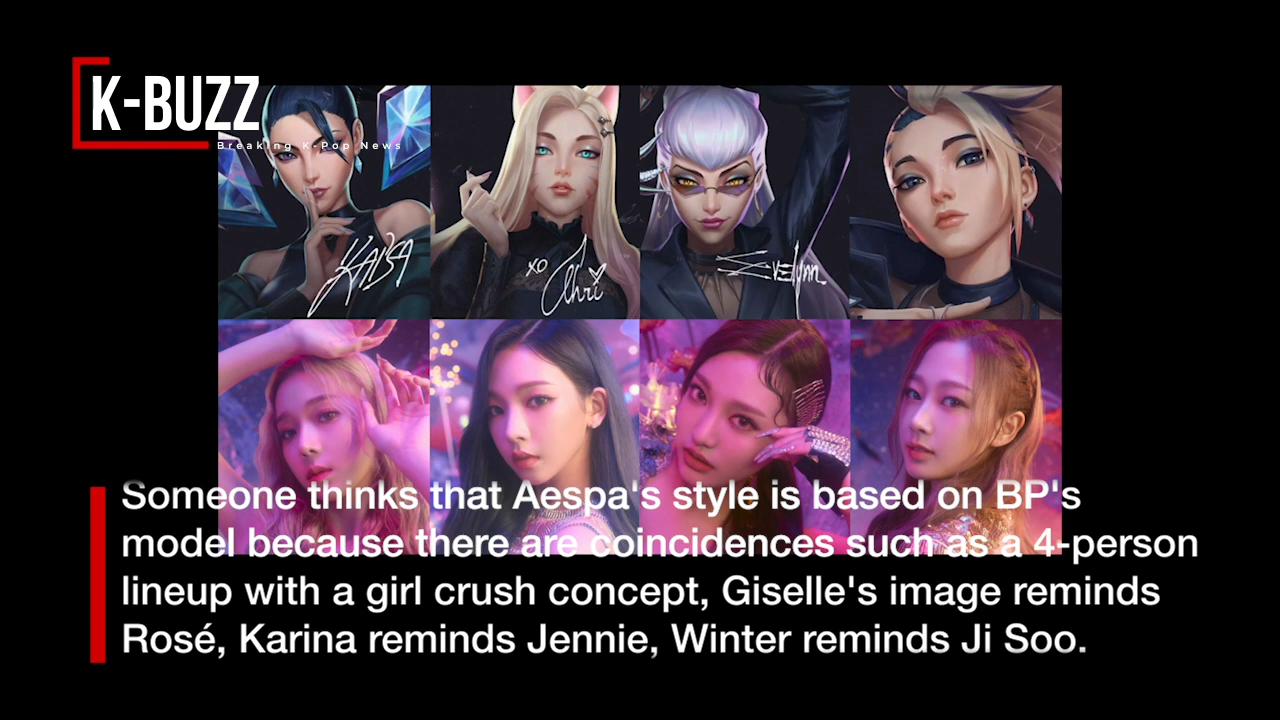 K-BUZZ
Breaking K-Pop News
KAI'SA
XO Ahri
Evelynn
Someone thinks that Aespa's style is based on BP's
model because there are coincidences such as a 4-person
lineup with a girl crush concept, Giselle's image reminds
Rosé, Karina reminds Jennie, Winter reminds Ji Soo.